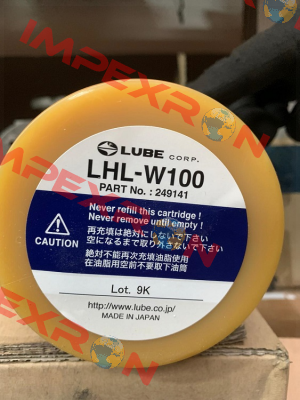 IMPEXRON
LUBE CORP.
LHL-W100
PART No. : 249141
Never refill this cartridge !
Never remove until empty !
CAUTION
再充填は絶対にしないで下さい
空になるまで取り外さないで下さい
絶対不能再次充填油脂使用
在油脂用空前不要取下油筒
Lot. 9K
http://www.lube.co.jp/
MADE IN JAPAN
IMPEXRON